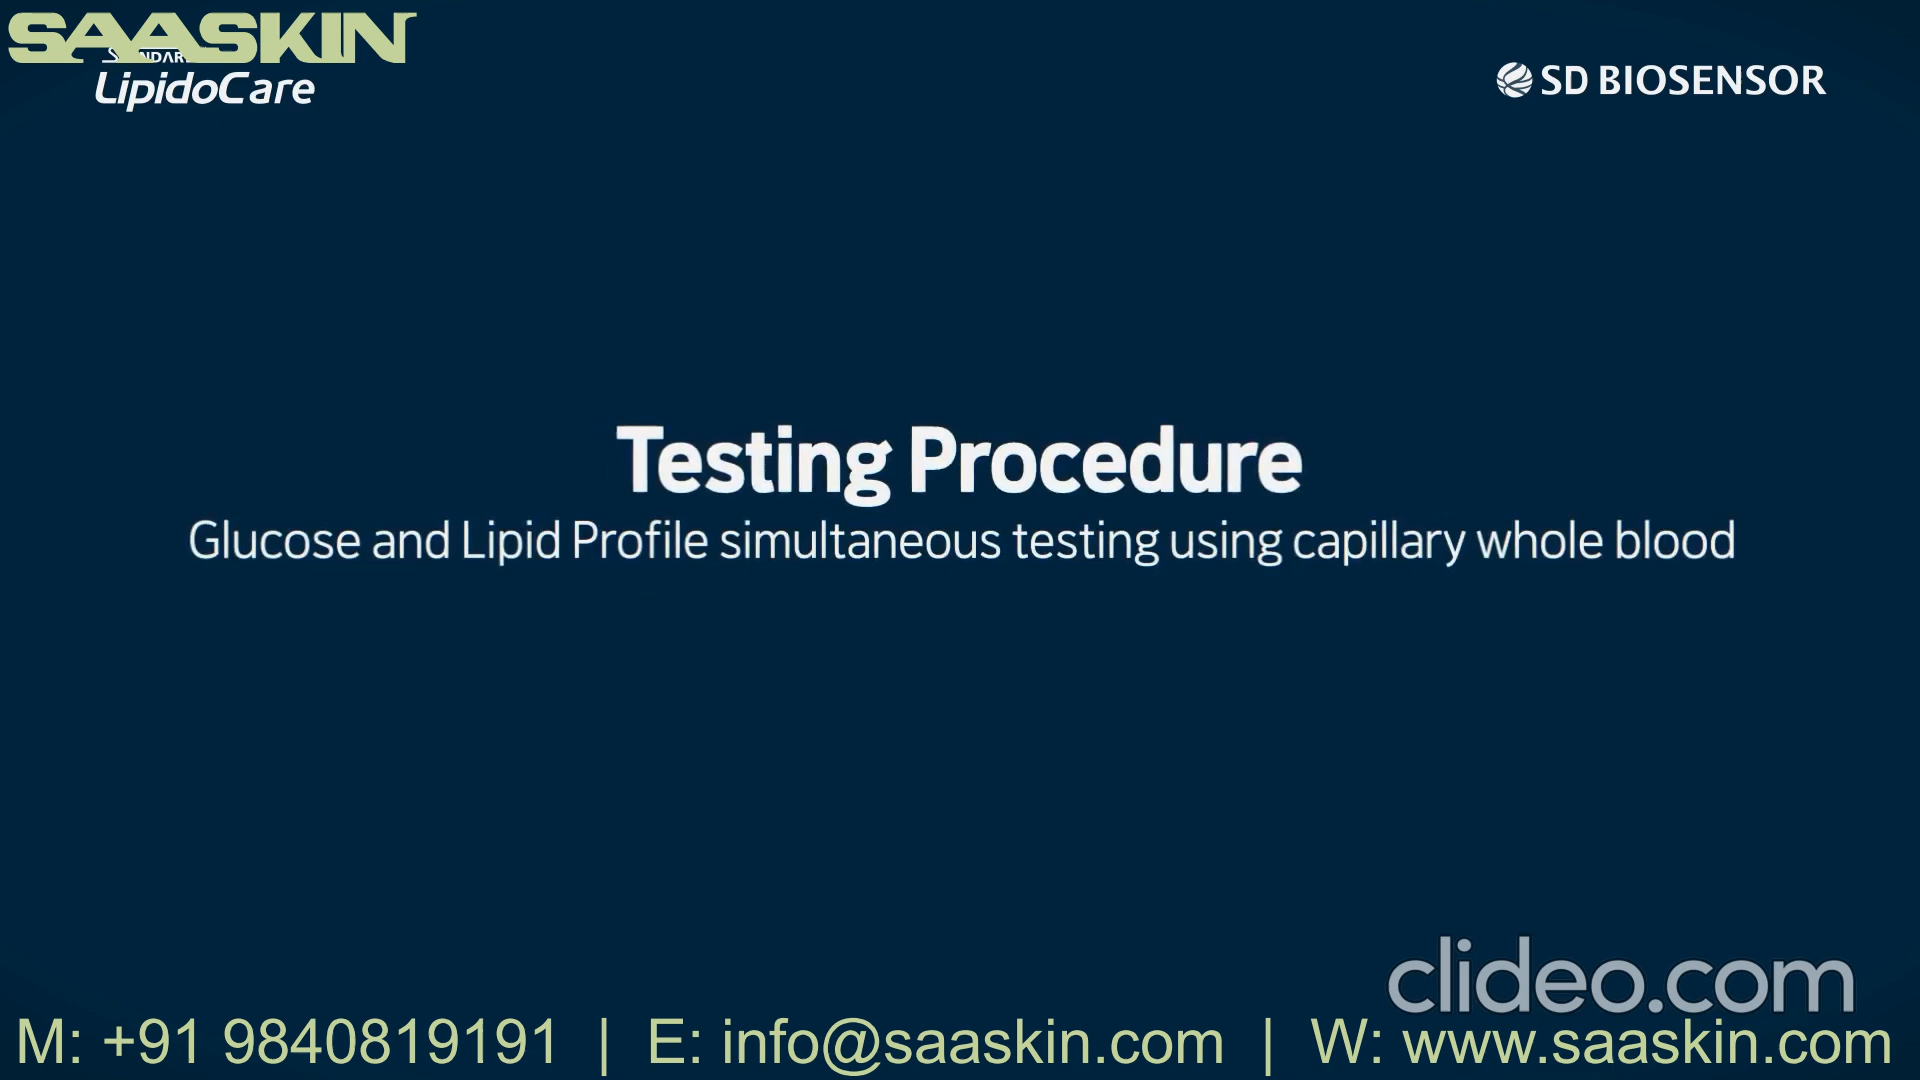 SAASKIN
LipidoCare
SD BIOSENSOR
Testing Procedure
Glucose and Lipid Profile simultaneous testing using capillary whole blood
clideo.com
M: +91 9840819191 | E: info@saaskin.com | W: www.saaskin.com